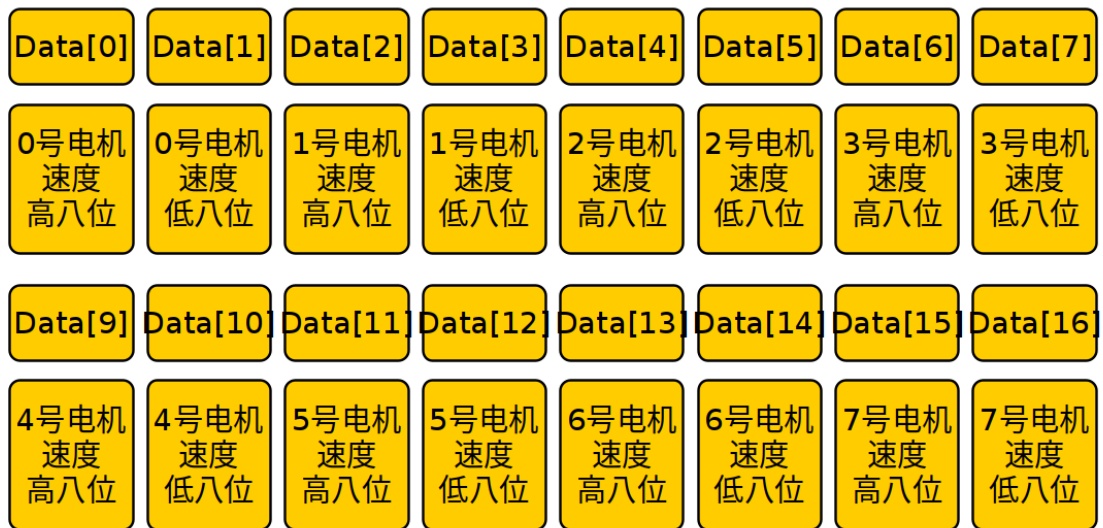 Data[0] Data[1] Data[2] Data[3] Data[4] Data[5] Data[6] Data[7]
0号电机 0号电机 1号电机 1号电机 2号电机 2号电机 3号电机 3号电机
速度 速度 速度 速度 速度 速度 速度 速度
高八位 低八位 高八位 低八位 高八位 低八位 高八位 低八位
Data[9] Data[10] Data[11] Data[12] Data[13] Data[14] Data[15] Data[16]
4号电机 4号电机 5号电机 5号电机 6号电机 6号电机 7号电机 7号电机
速度 速度 速度 速度 速度 速度 速度 速度
高八位 低八位 高八位 低八位 高八位 低八位 高八位 低八位